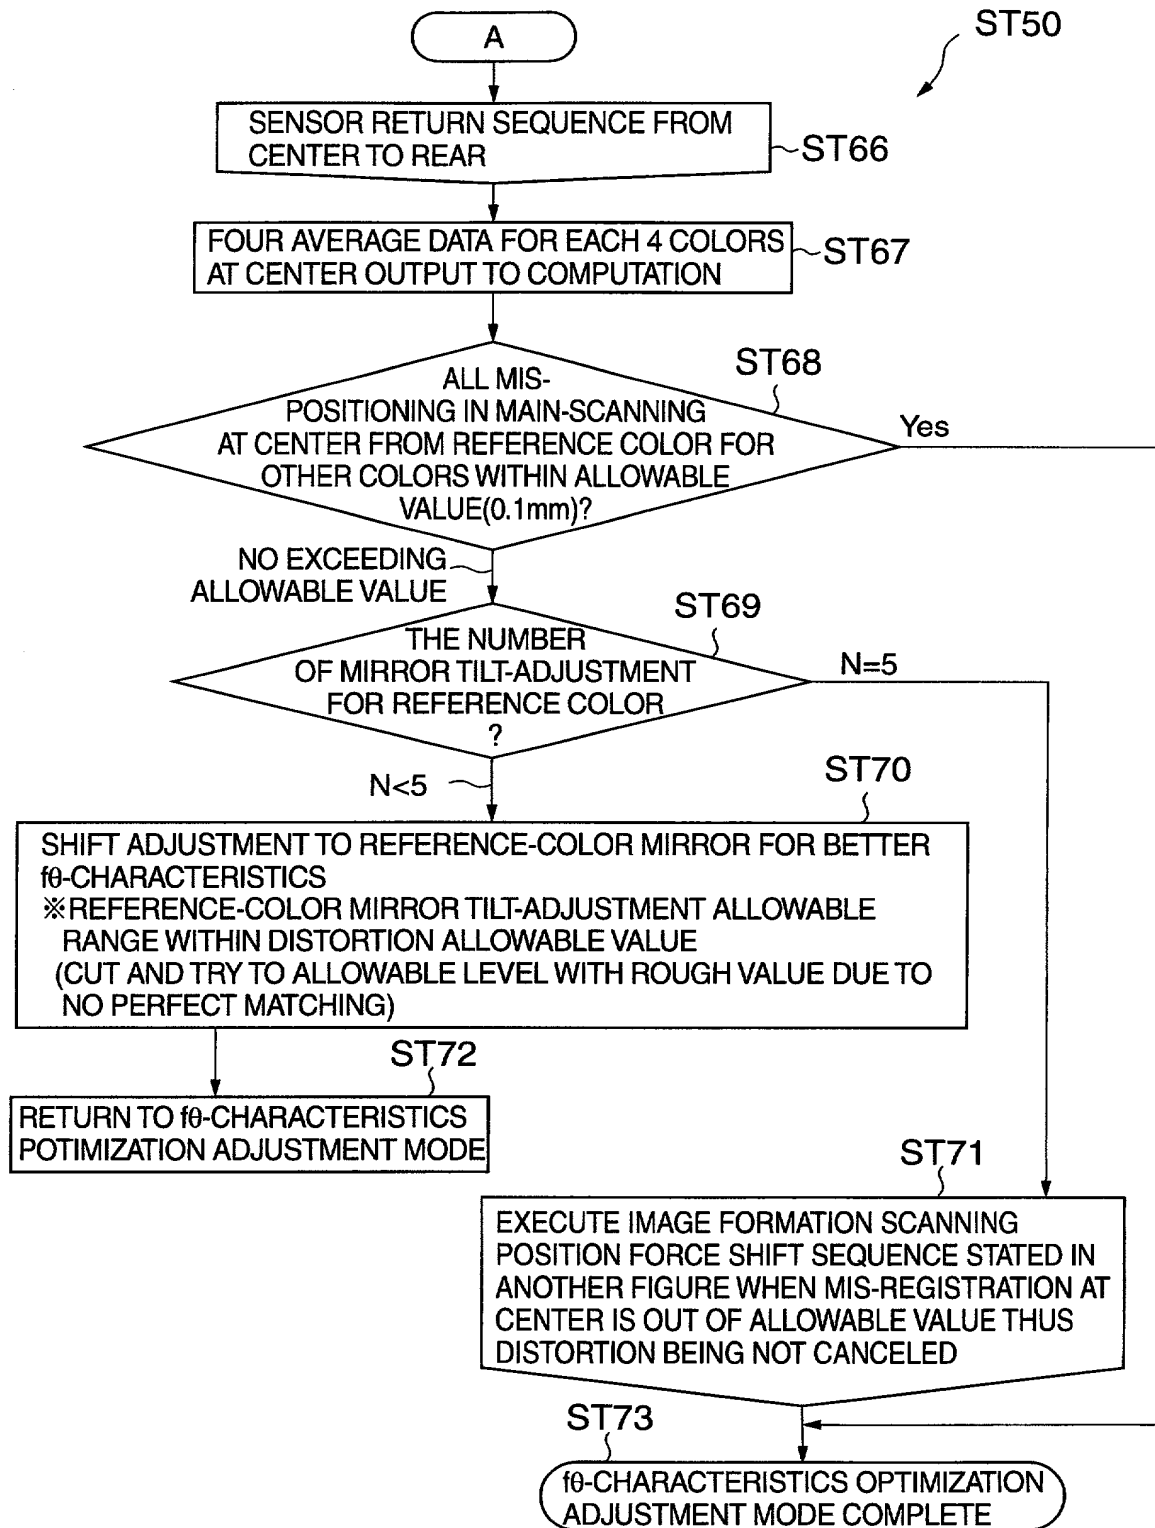 ST50
A
SENSOR RETURN SEQUENCE FROM
CENTER TO REAR
ST66
FOUR AVERAGE DATA FOR EACH 4 COLORS
AT CENTER OUTPUT TO COMPUTATION
ST67
ST68
ALL MIS-
POSITIONING IN MAIN-SCANNING
AT CENTER FROM REFERENCE COLOR FOR
OTHER COLORS WITHIN ALLOWABLE
VALUE(0.1mm)?
Yes
NO EXCEEDING
ALLOWABLE VALUE
ST69
THE NUMBER
OF MIRROR TILT-ADJUSTMENT
FOR REFERENCE COLOR
?
N=5
N<5
ST70
SHIFT ADJUSTMENT TO REFERENCE-COLOR MIRROR FOR BETTER
fθ-CHARACTERISTICS
※REFERENCE-COLOR MIRROR TILT-ADJUSTMENT ALLOWABLE
RANGE WITHIN DISTORTION ALLOWABLE VALUE
(CUT AND TRY TO ALLOWABLE LEVEL WITH ROUGH VALUE DUE TO
NO PERFECT MATCHING)
ST72
RETURN TO fθ-CHARACTERISTICS
POTIMIZATION ADJUSTMENT MODE
ST71
EXECUTE IMAGE FORMATION SCANNING
POSITION FORCE SHIFT SEQUENCE STATED IN
ANOTHER FIGURE WHEN MIS-REGISTRATION AT
CENTER IS OUT OF ALLOWABLE VALUE THUS
DISTORTION BEING NOT CANCELED
ST73
fθ-CHARACTERISTICS OPTIMIZATION
ADJUSTMENT MODE COMPLETE